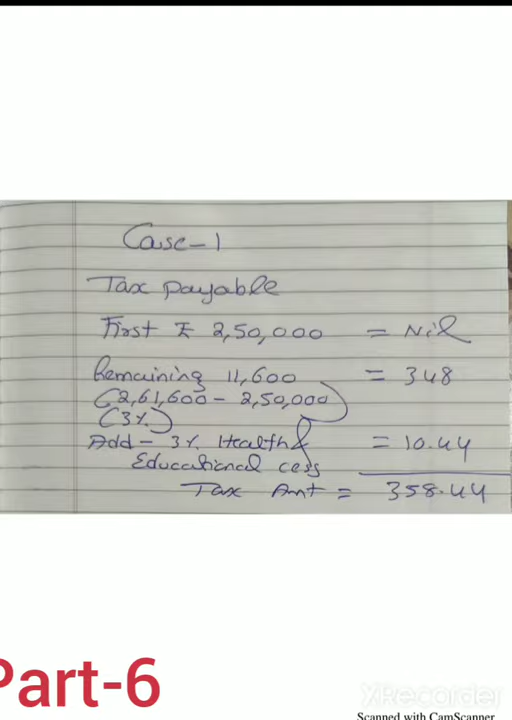 Case-1
Tax payable
First ₹ 2,50,000 = Nil
Remaining 11,600 = 348
(2,61,600 - 2,50,000)
(3%)
Add - 3% Health & = 10.44
Educational cess
Tax Amt = 358.44
Part-6
XRecorder
Scanned with CamScanner